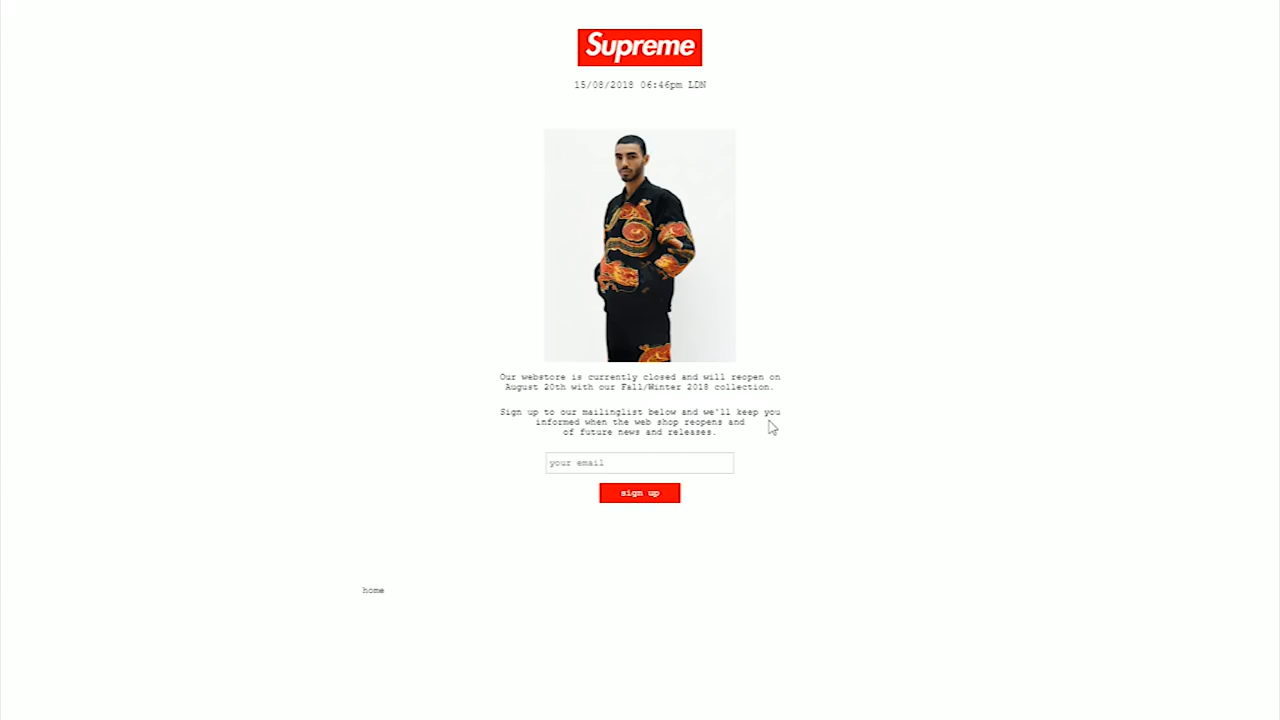 Supreme
15/08/2018 06:46pm LDN
Our webstore is currently closed and will reopen on
August 20th with our Fall/Winter 2018 collection.
Sign up to our mailinglist below and we'll keep you
informed when the web shop reopens and
of future news and releases.
your email
sign up
home